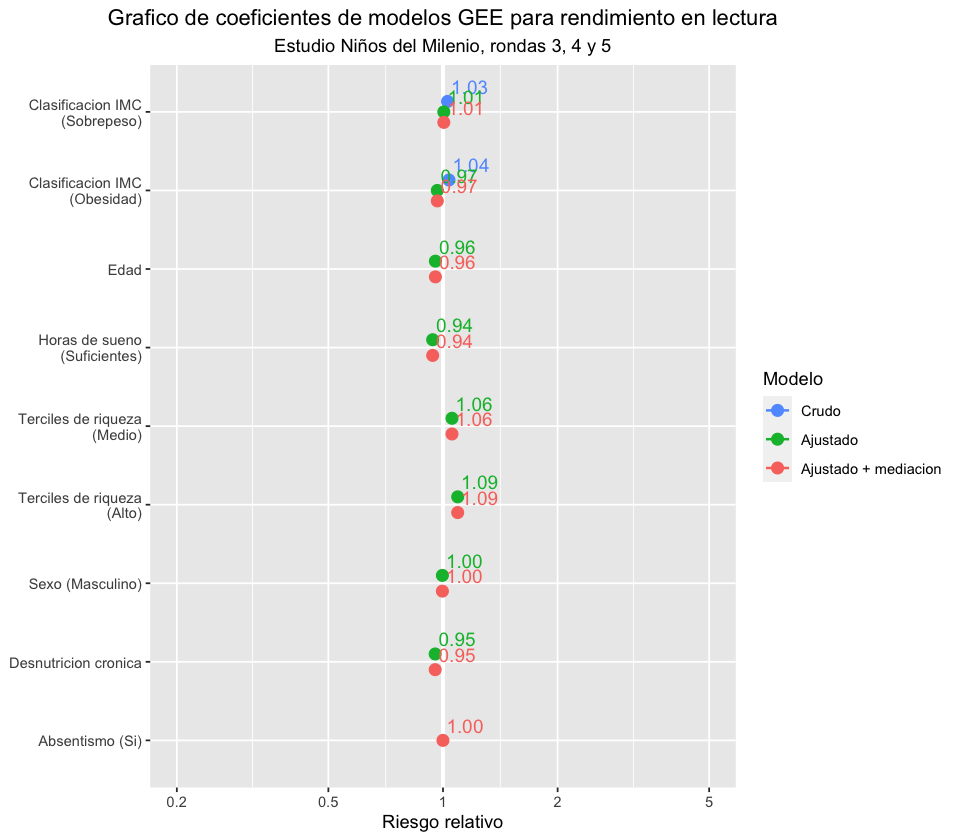 Grafico de coeficientes de modelos GEE para rendimiento en lectura
Estudio Niños del Milenio, rondas 3, 4 y 5
Clasificacion IMC
(Sobrepeso)
1.03
1.01
1.01
Clasificacion IMC
(Obesidad)
1.04
0.97
0.97
Edad
0.96
0.96
Horas de sueno
(Suficientes)
0.94
0.94
Terciles de riqueza
(Medio)
1.06
1.06
Terciles de riqueza
(Alto)
1.09
1.09
Sexo (Masculino)
1.00
1.00
Desnutricion cronica
0.95
0.95
Absentismo (Si)
1.00
0.2
0.5
1
2
5
Riesgo relativo
Modelo
Crudo
Ajustado
Ajustado + mediacion